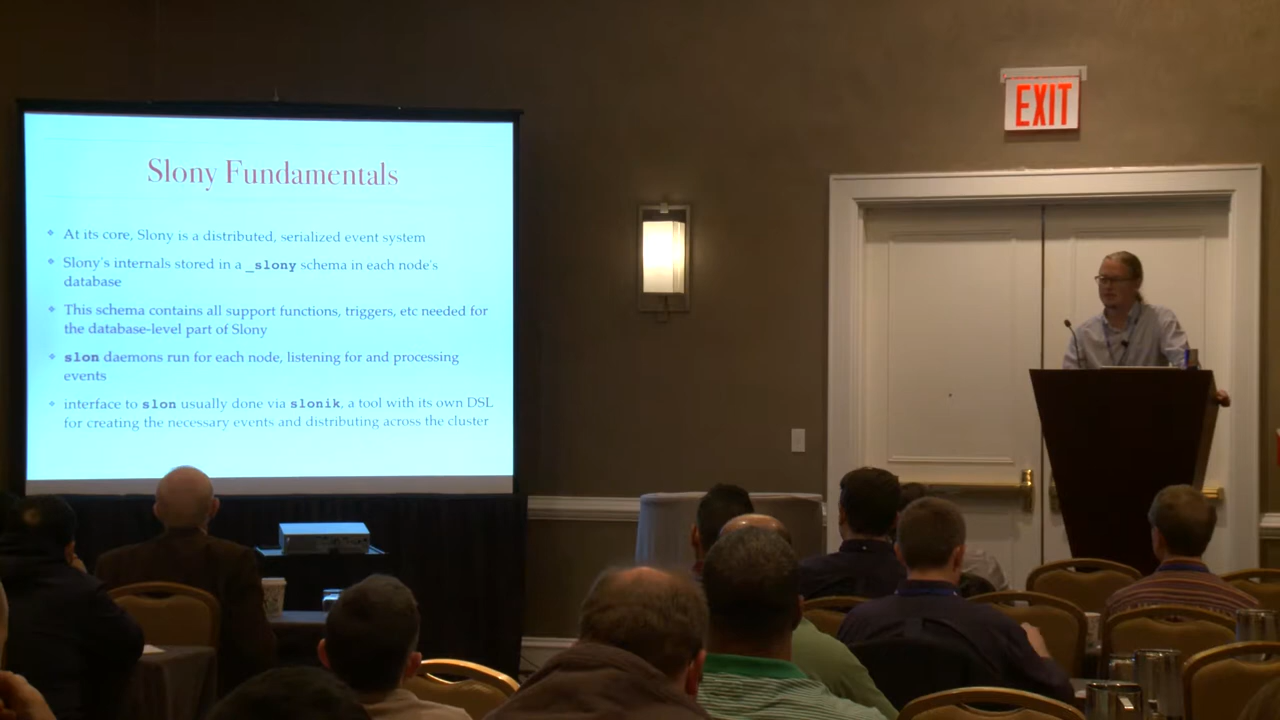 Slony Fundamentals
At its core, Slony is a distributed, serialized event system
Slony's internals stored in a _slony schema in each node's
database
This schema contains all support functions, triggers, etc needed for
the database-level part of Slony
slon daemons run for each node, listening for and processing
events
interface to slon usually done via slonik, a tool with its own DSL
for creating the necessary events and distributing across the cluster
EXIT